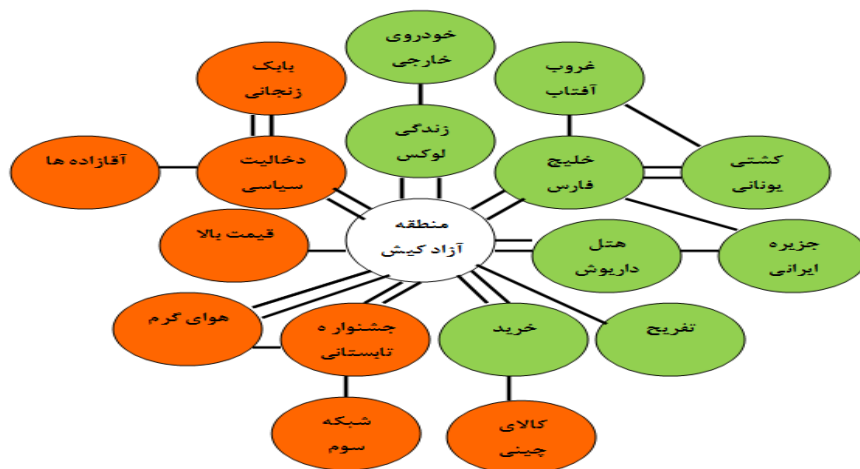 خودروی
خارجی
غروب
آفتاب
بابک
زنجانی
زندگی
لوکس
آقازاده ها
دخالیت
سیاسی
خلیج
فارس
کشتی
یونانی
منطقه
آزاد کیش
قیمت بالا
هتل
داریوش
جزیره
ایرانی
هوای گرم
جشنواره
تابستانی
خرید
تفریح
شبکه
سوم
کالای
چینی